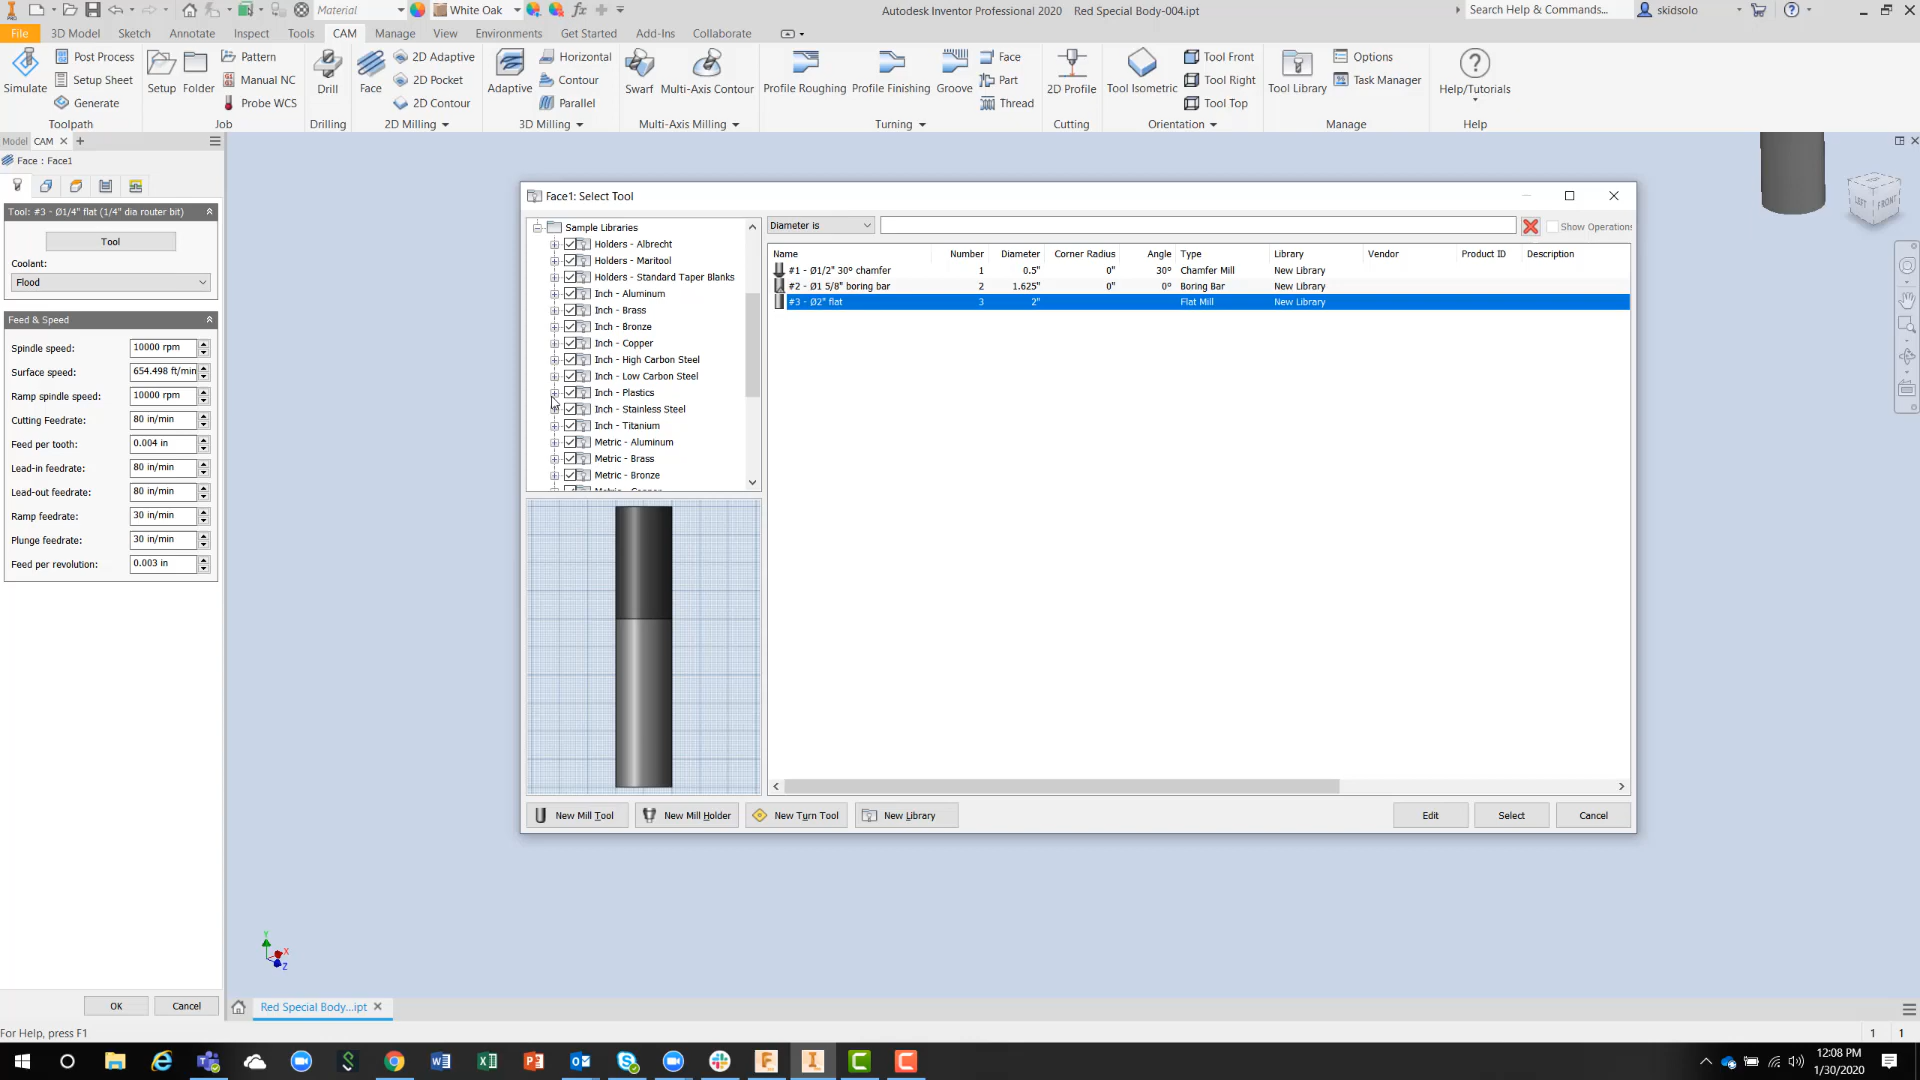 Material
White Oak
Autodesk Inventor Professional 2020 Red Special Body-004.ipt
Search Help & Commands...
skidsolo
File 3D Model Sketch Annotate Inspect Tools CAM Manage View Environments Get Started Add-Ins Collaborate
Simulate
Post Process
Setup Sheet
Generate
Toolpath
Setup
Folder
Pattern
Manual NC
Probe WCS
Job
Drill
Drilling
Face
2D Adaptive
2D Pocket
2D Contour
2D Milling
Adaptive
Horizontal
Contour
Parallel
3D Milling
Swarf
Multi-Axis Contour
Multi-Axis Milling
Profile Roughing
Profile Finishing
Groove
Face
Part
Thread
Turning
2D Profile
Cutting
Tool Isometric
Tool Front
Tool Right
Tool Top
Orientation
Tool Library
Options
Task Manager
Manage
Help/Tutorials
Help
Model CAM
Face : Face1
Tool: #3 - Ø1/4" flat (1/4" dia router bit)
Tool
Coolant:
Flood
Feed & Speed
Spindle speed: 10000 rpm
Surface speed: 654.498 ft/min
Ramp spindle speed: 10000 rpm
Cutting Feedrate: 80 in/min
Feed per tooth: 0.004 in
Lead-in feedrate: 80 in/min
Lead-out feedrate: 80 in/min
Ramp feedrate: 30 in/min
Plunge feedrate: 30 in/min
Feed per revolution: 0.003 in
OK Cancel
Face1: Select Tool
Sample Libraries
Holders - Albrecht
Holders - Maritool
Holders - Standard Taper Blanks
Inch - Aluminum
Inch - Brass
Inch - Bronze
Inch - Copper
Inch - High Carbon Steel
Inch - Low Carbon Steel
Inch - Plastics
Inch - Stainless Steel
Inch - Titanium
Metric - Aluminum
Metric - Brass
Metric - Bronze
Diameter is
Show Operations
Name Number Diameter Corner Radius Angle Type Library Vendor Product ID Description
#1 - Ø1/2" 30º chamfer 1 0.5" 0" 30º Chamfer Mill New Library
#2 - Ø1 5/8" boring bar 2 1.625" 0" 0º Boring Bar New Library
#3 - Ø2" flat 3 2" Flat Mill New Library
New Mill Tool New Mill Holder New Turn Tool New Library Edit Select Cancel
LEFT FRONT
Y
X
Z
Red Special Body...ipt
For Help, press F1
1 1
12:08 PM
1/30/2020